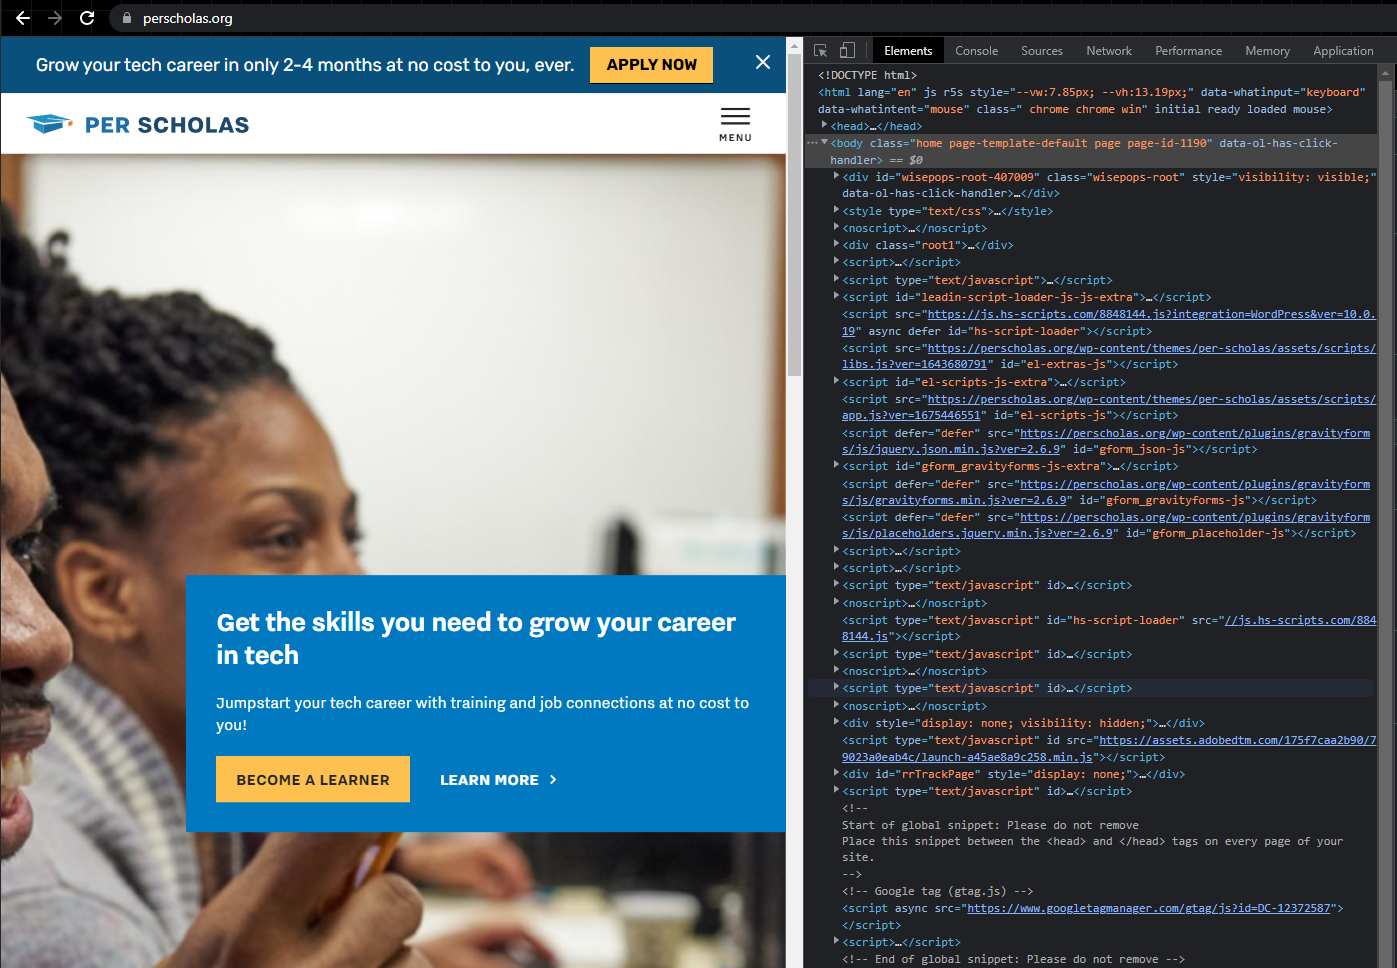 perscholas.org
Grow your tech career in only 2-4 months at no cost to you, ever.
APPLY NOW
PER SCHOLAS
MENU
Get the skills you need to grow your career
in tech
Jumpstart your tech career with training and job connections at no cost to
you!
BECOME A LEARNER
LEARN MORE >
Elements Console Sources Network Performance Memory Application
<!DOCTYPE html>
<html lang="en" js r5s style="--vw:7.85px; --vh:13.19px;" data-whatinput="keyboard"
data-whatintent="mouse" class=" chrome chrome win" initial ready loaded mouse>
<head>…</head>
<body class="home page-template-default page page-id-1190" data-ol-has-click-
handler> == $0
<div id="wisepops-root-407009" class="wisepops-root" style="visibility: visible;"
data-ol-has-click-handler>…</div>
<style type="text/css">…</style>
<noscript>…</noscript>
<div class="root1">…</div>
<script>…</script>
<script type="text/javascript">…</script>
<script id="leadin-script-loader-js-js-extra">…</script>
<script src="https://js.hs-scripts.com/8848144.js?integration=WordPress&ver=10.0.
19" async defer id="hs-script-loader"></script>
<script src="https://perscholas.org/wp-content/themes/per-scholas/assets/scripts/
libs.js?ver=1643680791" id="el-extras-js"></script>
<script id="el-scripts-js-extra">…</script>
<script src="https://perscholas.org/wp-content/themes/per-scholas/assets/scripts/
app.js?ver=1675446551" id="el-scripts-js"></script>
<script defer="defer" src="https://perscholas.org/wp-content/plugins/gravityform
s/js/jquery.json.min.js?ver=2.6.9" id="gform_json-js"></script>
<script id="gform_gravityforms-js-extra">…</script>
<script defer="defer" src="https://perscholas.org/wp-content/plugins/gravityform
s/js/gravityforms.min.js?ver=2.6.9" id="gform_gravityforms-js"></script>
<script defer="defer" src="https://perscholas.org/wp-content/plugins/gravityform
s/js/placeholders.jquery.min.js?ver=2.6.9" id="gform_placeholder-js"></script>
<script>…</script>
<script>…</script>
<script type="text/javascript" id>…</script>
<noscript>…</noscript>
<script type="text/javascript" id="hs-script-loader" src="//js.hs-scripts.com/884
8144.js"></script>
<script type="text/javascript" id>…</script>
<noscript>…</noscript>
<script type="text/javascript" id>…</script>
<noscript>…</noscript>
<div style="display: none; visibility: hidden;">…</div>
<script type="text/javascript" id src="https://assets.adobedtm.com/175f7caa2b90/7
9023a0eab4c/launch-a45ae8a9c258.min.js"></script>
<div id="rrTrackPage" style="display: none;">…</div>
<script type="text/javascript" id>…</script>
<!--
Start of global snippet: Please do not remove
Place this snippet between the <head> and </head> tags on every page of your
site.
-->
<!-- Google tag (gtag.js) -->
<script async src="https://www.googletagmanager.com/gtag/js?id=DC-12372587">
</script>
<script>…</script>
<!-- End of global snippet: Please do not remove -->